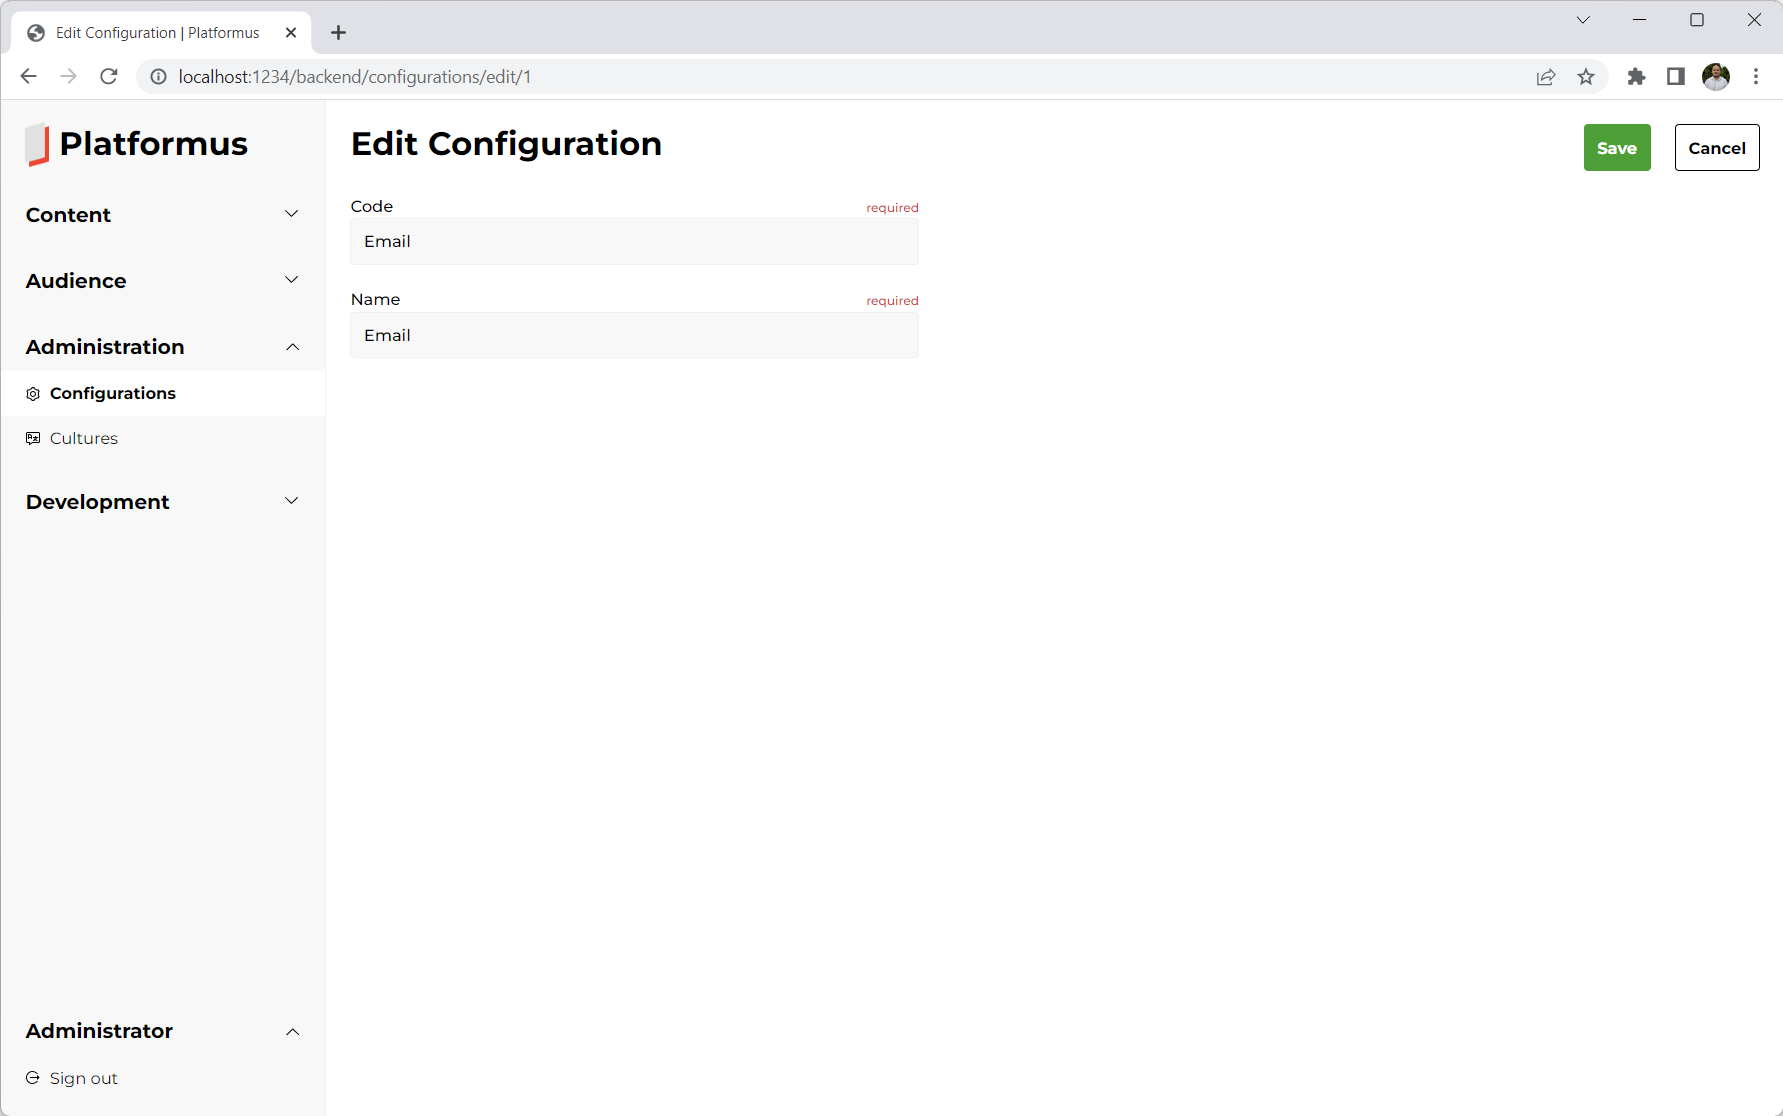 Edit Configuration | Platformus
localhost:1234/backend/configurations/edit/1
Platformus
Content
Audience
Administration
Configurations
Cultures
Development
Administrator
Sign out
Edit Configuration
Save
Cancel
Code
required
Email
Name
required
Email